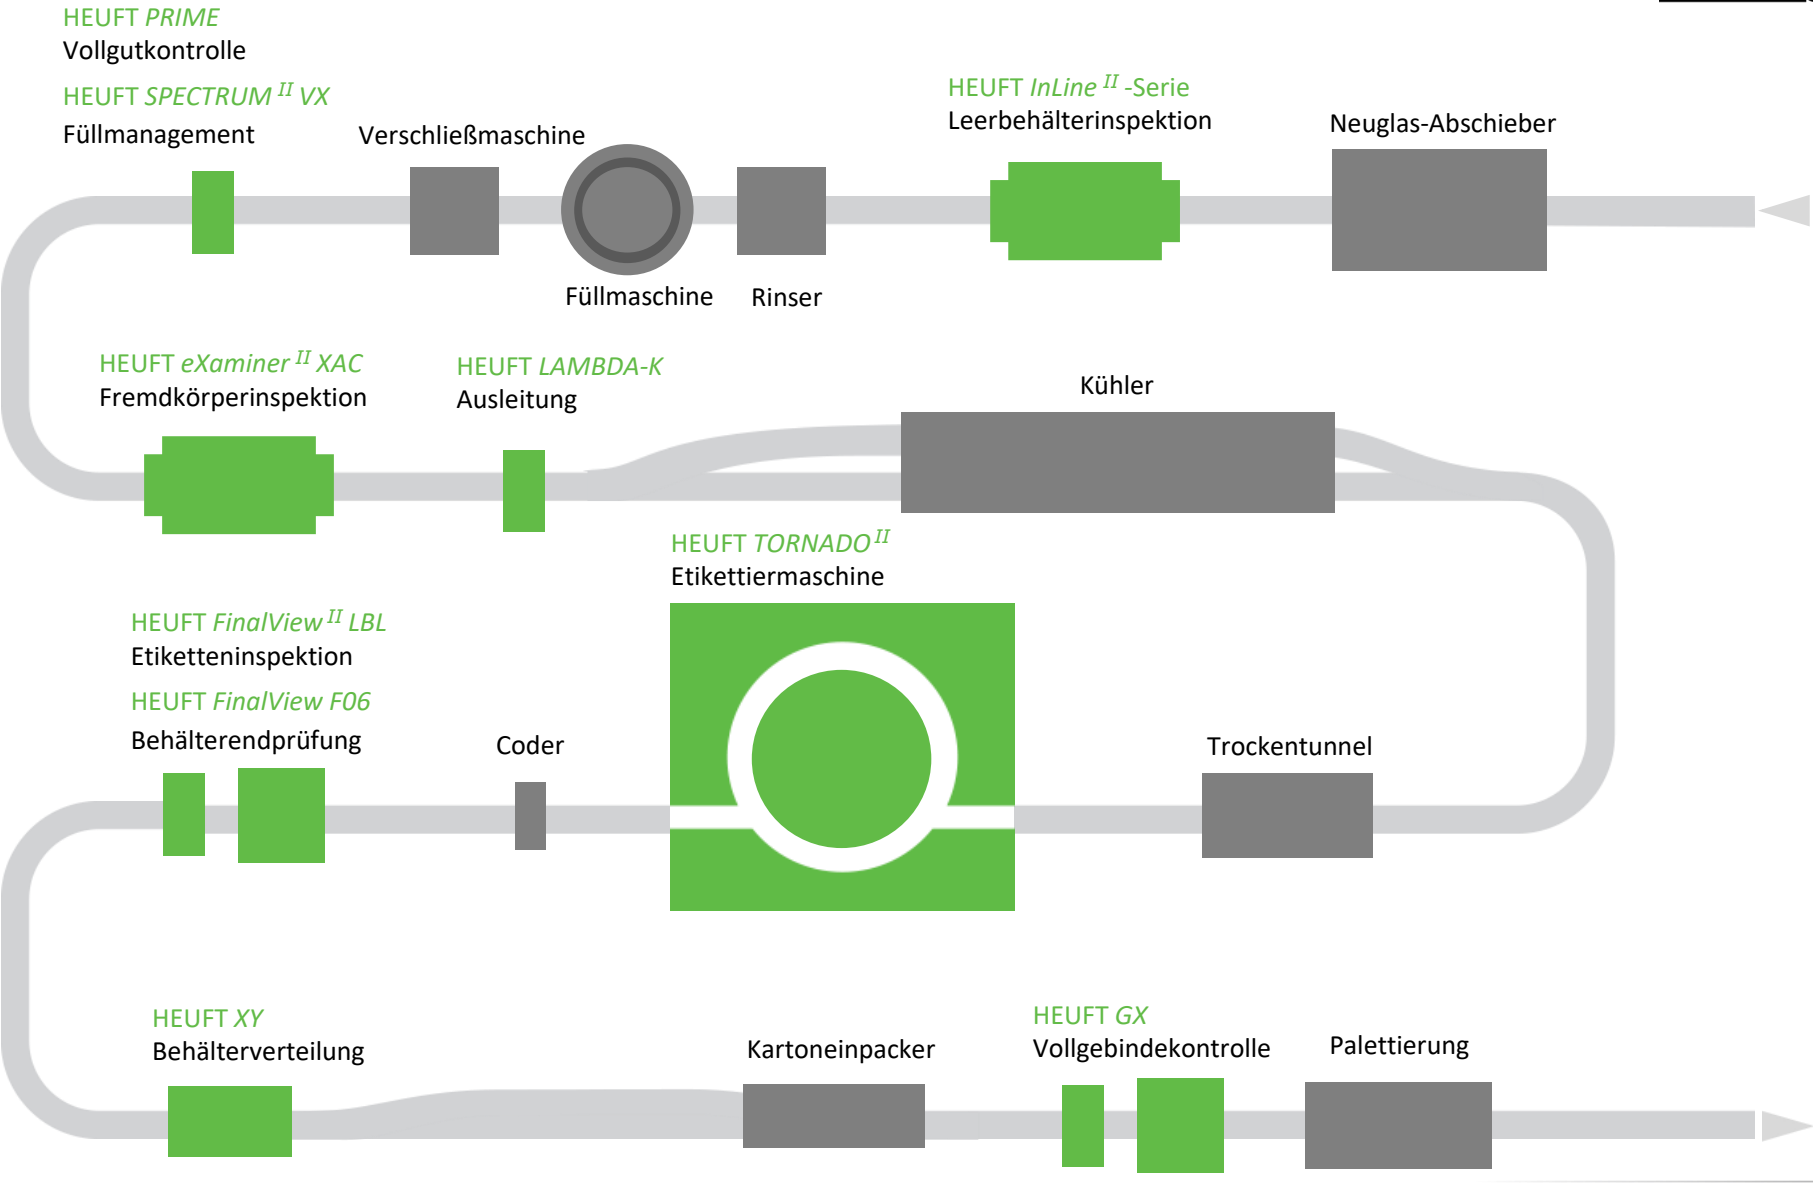 HEUFT PRIME
Vollgutkontrolle
HEUFT SPECTRUM II VX
Füllmanagement
Verschließmaschine
Füllmaschine
Rinser
HEUFT InLine II -Serie
Leerbehälterinspektion
Neuglas-Abschieber
HEUFT eXaminer II XAC
Fremdkörperinspektion
HEUFT LAMBDA-K
Ausleitung
Kühler
HEUFT TORNADO II
Etikettiermaschine
HEUFT FinalView II LBL
Etiketteninspektion
HEUFT FinalView F06
Behälterendprüfung
Coder
Trockentunnel
HEUFT XY
Behälterverteilung
Kartoneinpacker
HEUFT GX
Vollgebindekontrolle
Palettierung